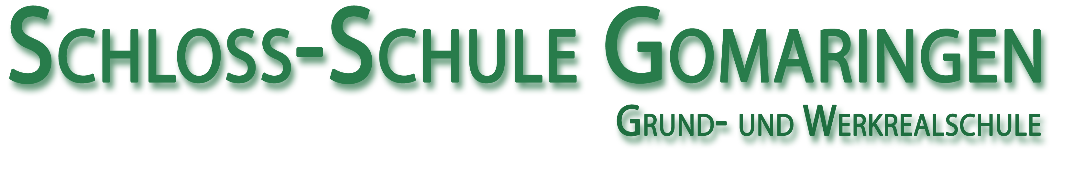 SCHLOSS-SCHULE GOMARINGEN
GRUND- UND WERKREALSCHULE